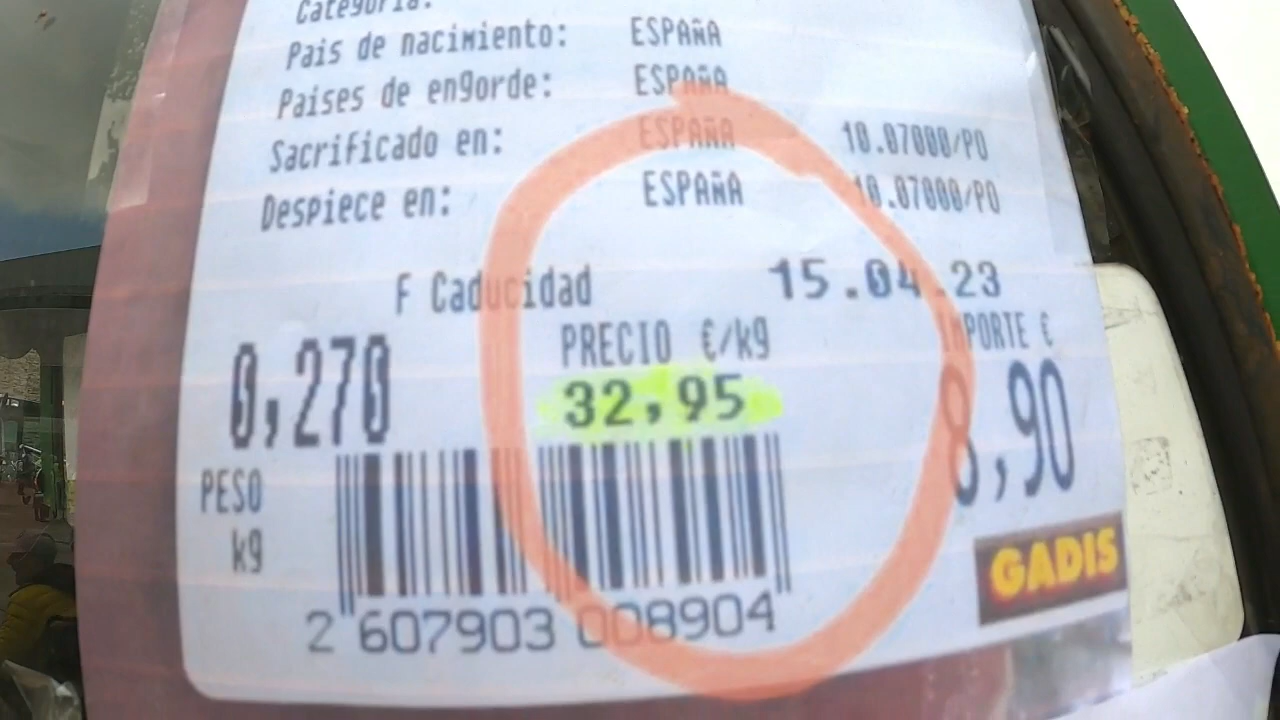 Categoría:
Pais de nacimiento: ESPAÑA
Paises de engorde: ESPAÑA
Sacrificado en: ESPAÑA 10.07000/PO
Despiece en: ESPAÑA 10.07000/PO
F Caducidad 15.04.23
PRECIO €/kg IMPORTE €
0,270 32,95 8,90
PESO
kg
GADIS
2 607903 008904